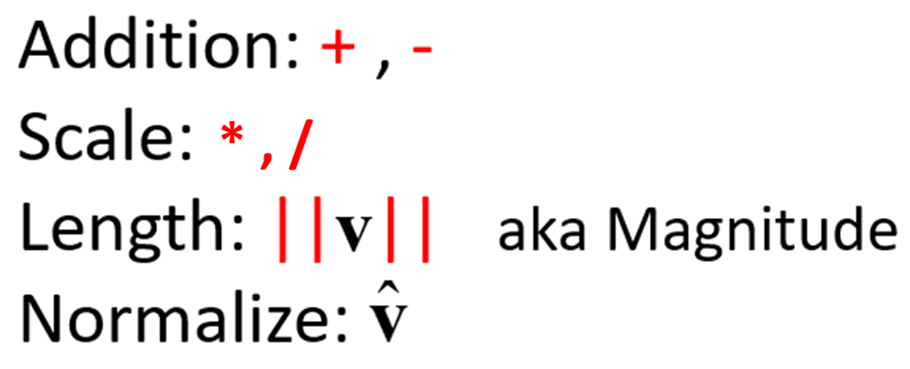 Addition: + , -
Scale: * , /
Length: ||v|| aka Magnitude
Normalize: v̂